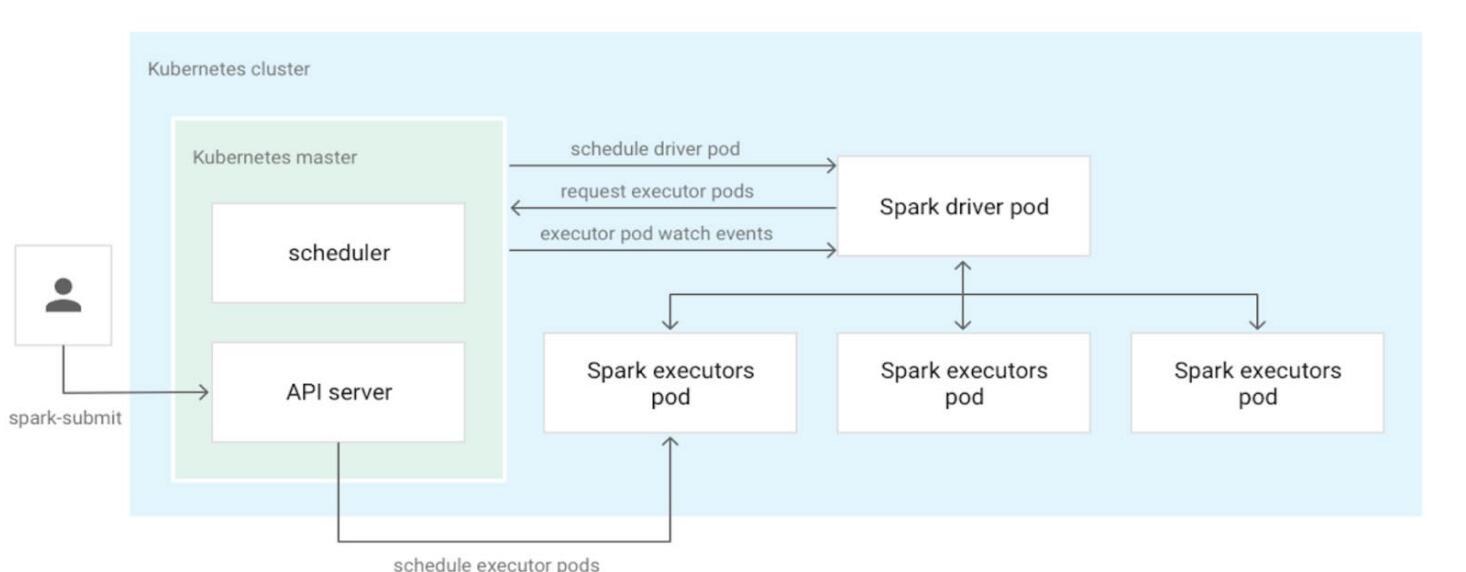 Kubernetes cluster
Kubernetes master
schedule driver pod
request executor pods
executor pod watch events
Spark driver pod
scheduler
API server
spark-submit
Spark executors
pod
Spark executors
pod
Spark executors
pod
schedule executor pods